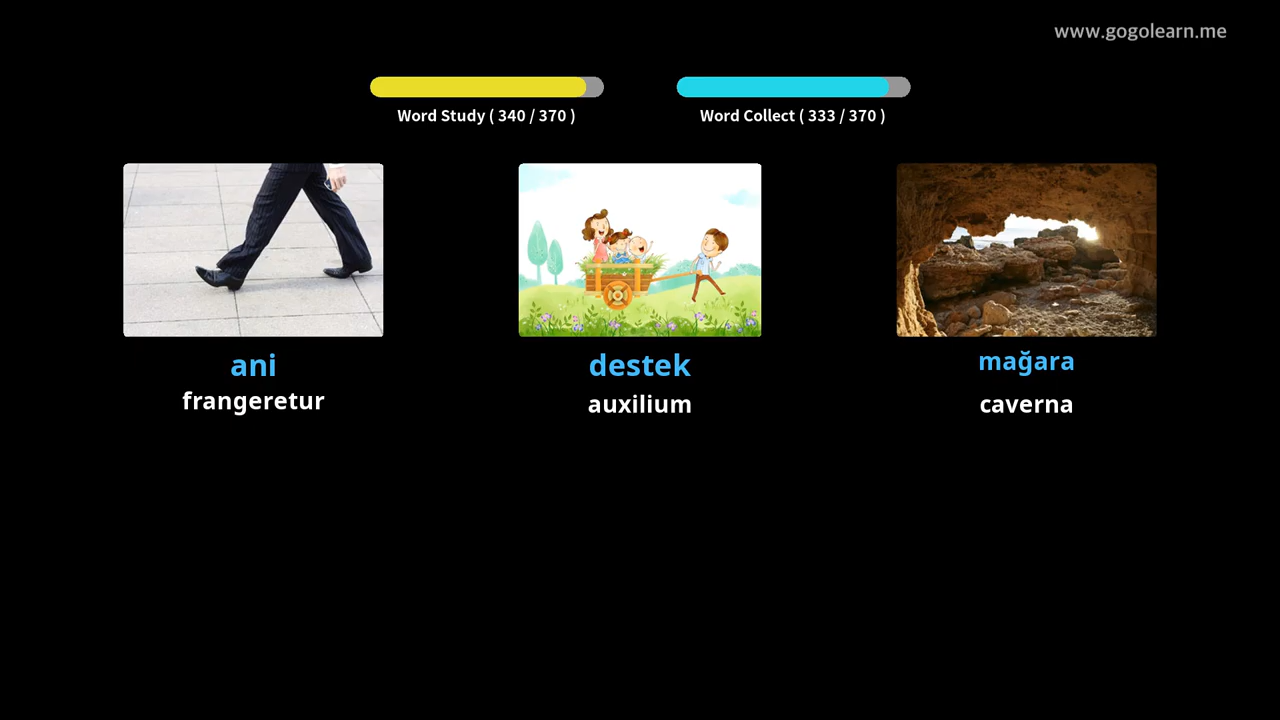 www.gogolearn.me
Word Study ( 340 / 370 )
Word Collect ( 333 / 370 )
ani
frangeretur
destek
auxilium
mağara
caverna